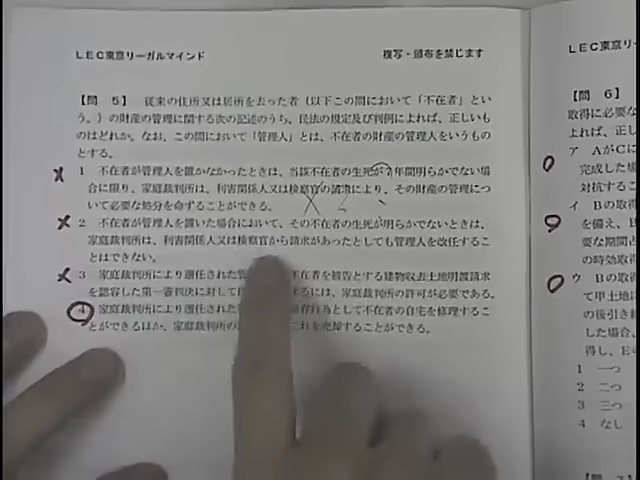 LEC東京リーガルマインド
複写・頒布を禁じます
【問 5】 従来の住所又は居所を去った者（以下この問において「不在者」とい
う。）の財産の管理に関する次の記述のうち、民法の規定及び判例によれば、正しいも
のはどれか。なお、この問において「管理人」とは、不在者の財産の管理人をいうもの
とする。
1 不在者が管理人を置かなかったときは、当該不在者の生死が7年間明らかでない場
合に限り、家庭裁判所は、利害関係人又は検察官の請求により、その財産の管理につ
いて必要な処分を命ずることができる。
2 不在者が管理人を置いた場合において、その不在者の生死が明らかでないときは、
家庭裁判所は、利害関係人又は検察官から請求があったとしても管理人を改任するこ
とはできない。
3 家庭裁判所により選任された 不在者を被告とする建物収去土地明渡請求
を認容した第一審判決に対して するには、家庭裁判所の許可が必要である。
4 家庭裁判所により選任された 存行為として不在者の自宅を修理するこ
とができるほか、家庭裁判所の これを売却することができる。
LEC東京リー
【問 6】
取得に必要な
よれば、正し
ア AがCに
完成した
対抗するこ
イ Bの取得
を備え、E
要な期間と
の時効取
ウ Bの取
て甲土地
の後引き続
した場合、
得し、E
1 一つ
2 二つ
3 三つ
4 なし